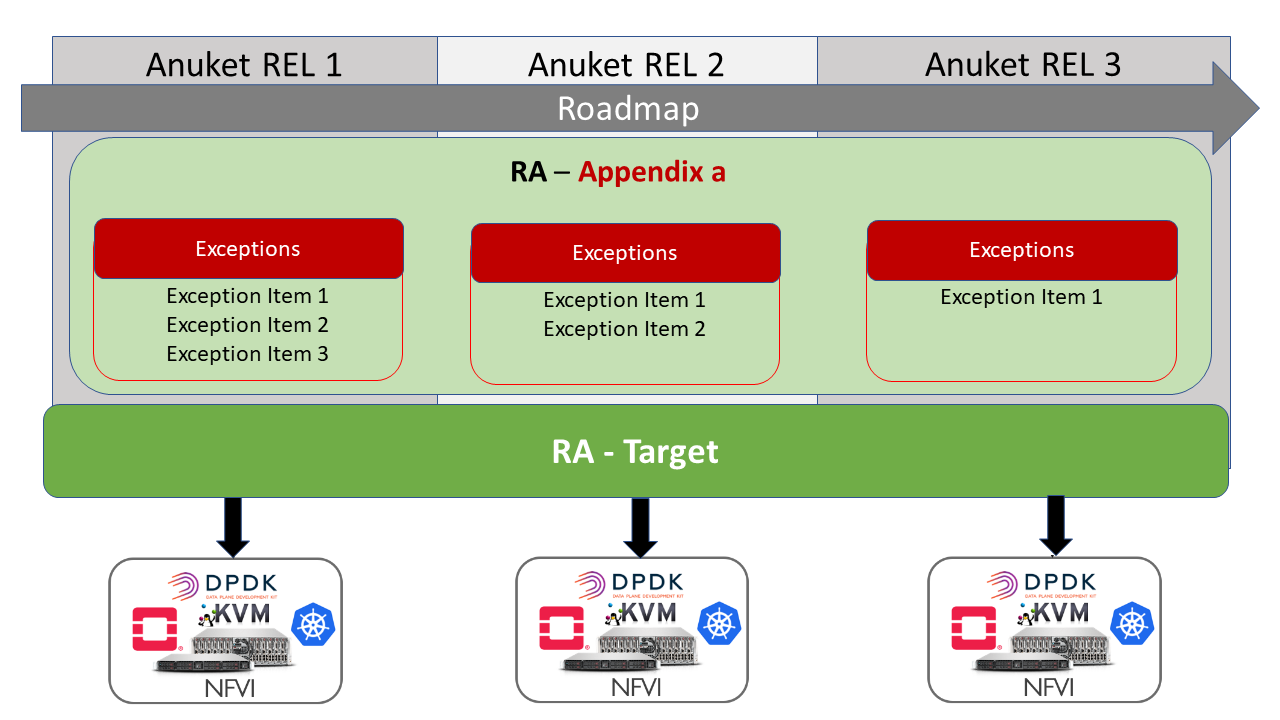 Anuket REL 1
Anuket REL 2
Anuket REL 3
Roadmap
RA – Appendix a
Exceptions
Exception Item 1
Exception Item 2
Exception Item 3
Exceptions
Exception Item 1
Exception Item 2
Exceptions
Exception Item 1
RA - Target
DPDK
DATA PLANE DEVELOPMENT KIT
KVM
NFVI
DPDK
DATA PLANE DEVELOPMENT KIT
KVM
NFVI
DPDK
DATA PLANE DEVELOPMENT KIT
KVM
NFVI